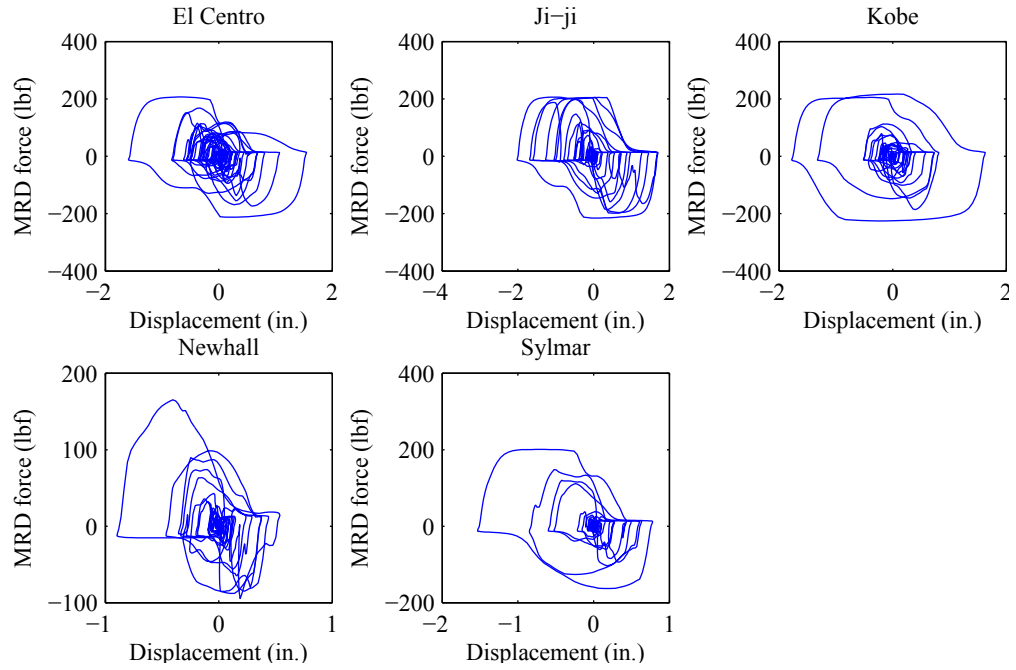 El Centro
Ji−ji
Kobe
400
200
0
−200
−400
MRD force (lbf)
−2
0
2
Displacement (in.)
400
200
0
−200
−400
MRD force (lbf)
−4
−2
0
2
Displacement (in.)
400
200
0
−200
−400
MRD force (lbf)
−2
0
2
Displacement (in.)
Newhall
200
100
0
−100
MRD force (lbf)
−1
0
1
Displacement (in.)
Sylmar
400
200
0
−200
MRD force (lbf)
−2
−1
0
1
Displacement (in.)